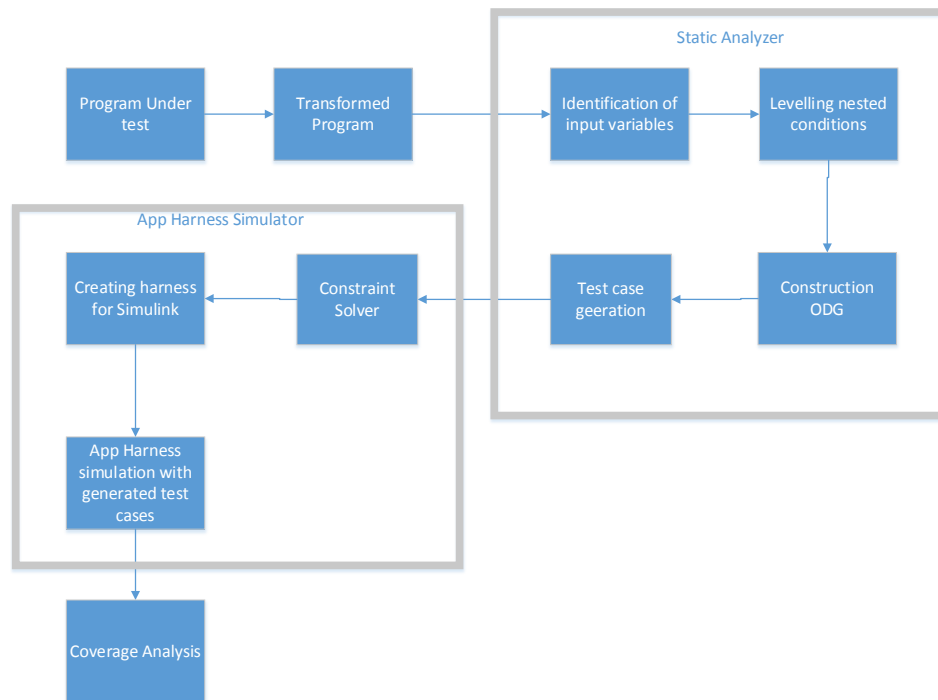 Static Analyzer
Program Under
test
Transformed
Program
Identification of
input variables
Levelling nested
conditions
App Harness Simulator
Creating harness
for Simulink
Constraint
Solver
Test case
geeration
Construction
ODG
App Harness
simulation with
generated test
cases
Coverage Analysis